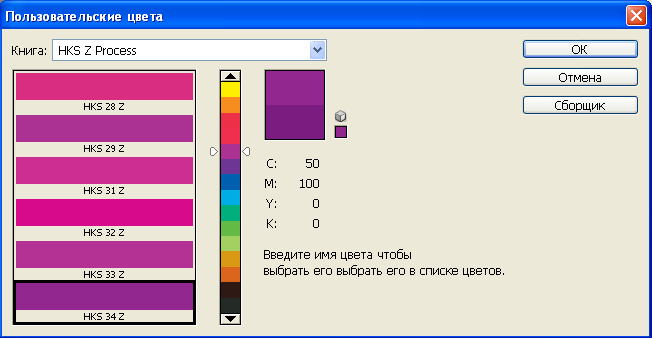 Пользовательские цвета
Книга: HKS Z Process
HKS 28 Z
HKS 29 Z
HKS 31 Z
HKS 32 Z
HKS 33 Z
HKS 34 Z
C: 50
M: 100
Y: 0
K: 0
Введите имя цвета чтобы
выбрать его выбрать его в списке цветов.
OK
Отмена
Сборщик